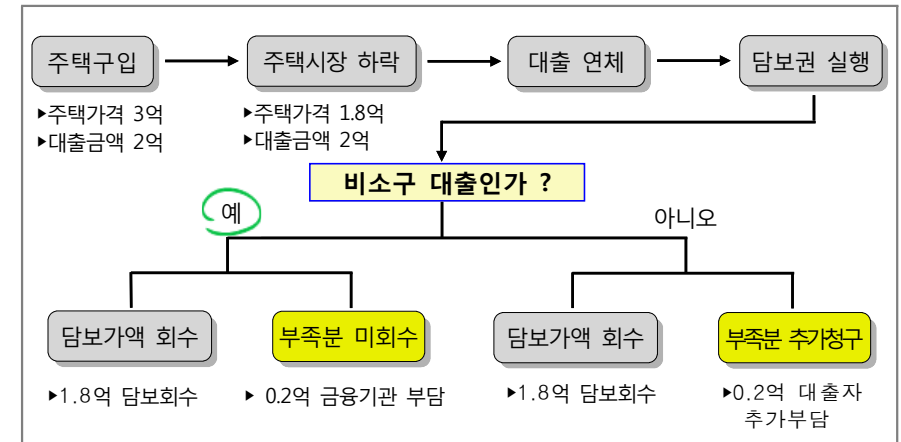 주택구입
주택시장 하락
대출 연체
담보권 실행
▶주택가격 3억
▶대출금액 2억
▶주택가격 1.8억
▶대출금액 2억
비소구 대출인가 ?
예
아니오
담보가액 회수
부족분 미회수
담보가액 회수
부족분 추가청구
▶1.8억 담보회수
▶ 0.2억 금융기관 부담
▶1.8억 담보회수
▶0.2억 대출자
추가부담